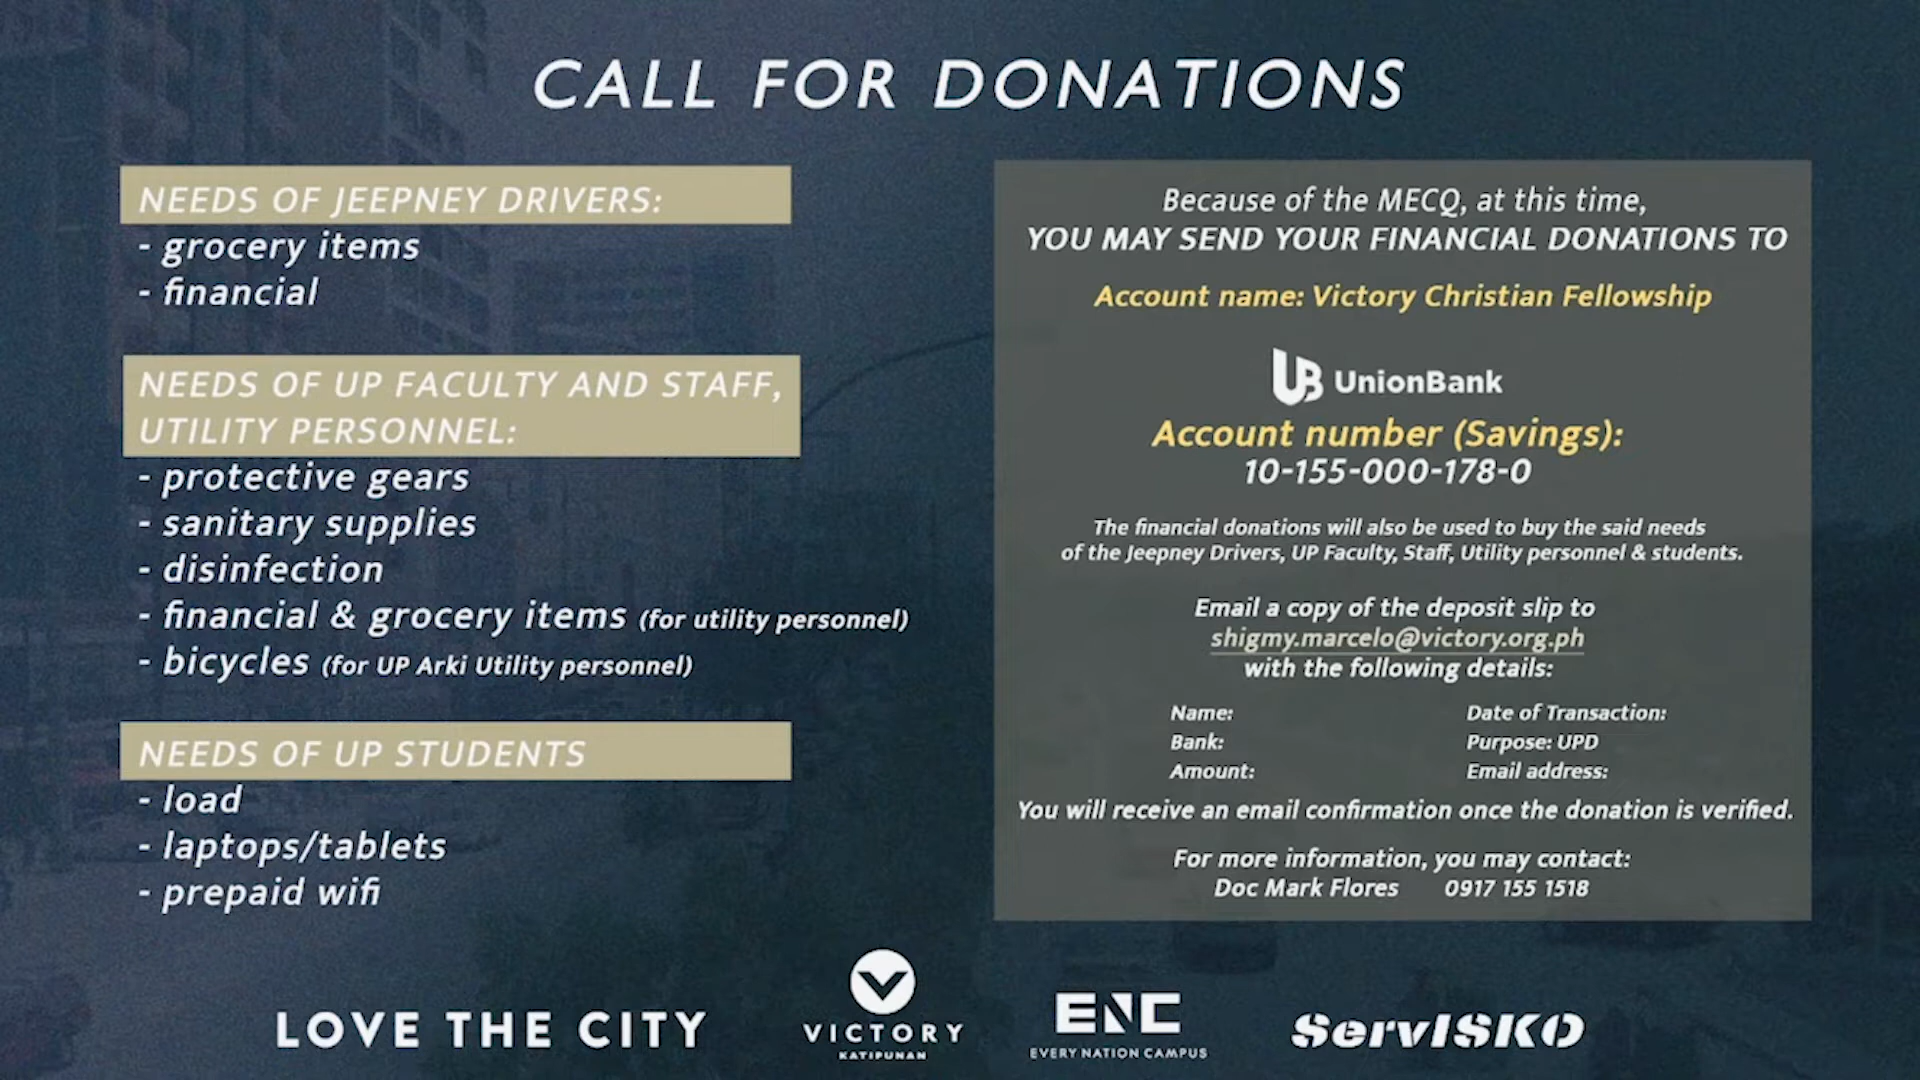 CALL FOR DONATIONS
NEEDS OF JEEPNEY DRIVERS:
- grocery items
- financial
NEEDS OF UP FACULTY AND STAFF,
UTILITY PERSONNEL:
- protective gears
- sanitary supplies
- disinfection
- financial & grocery items (for utility personnel)
- bicycles (for UP Arki Utility personnel)
NEEDS OF UP STUDENTS
- load
- laptops/tablets
- prepaid wifi
Because of the MECQ, at this time,
YOU MAY SEND YOUR FINANCIAL DONATIONS TO
Account name: Victory Christian Fellowship
UB UnionBank
Account number (Savings):
10-155-000-178-0
The financial donations will also be used to buy the said needs
of the Jeepney Drivers, UP Faculty, Staff, Utility personnel & students.
Email a copy of the deposit slip to
shigmy.marcelo@victory.org.ph
with the following details:
Name: Date of Transaction:
Bank: Purpose: UPD
Amount: Email address:
You will receive an email confirmation once the donation is verified.
For more information, you may contact:
Doc Mark Flores 0917 155 1518
LOVE THE CITY
VICTORY
KATIPUNAN
ENC
EVERY NATION CAMPUS
ServISKO